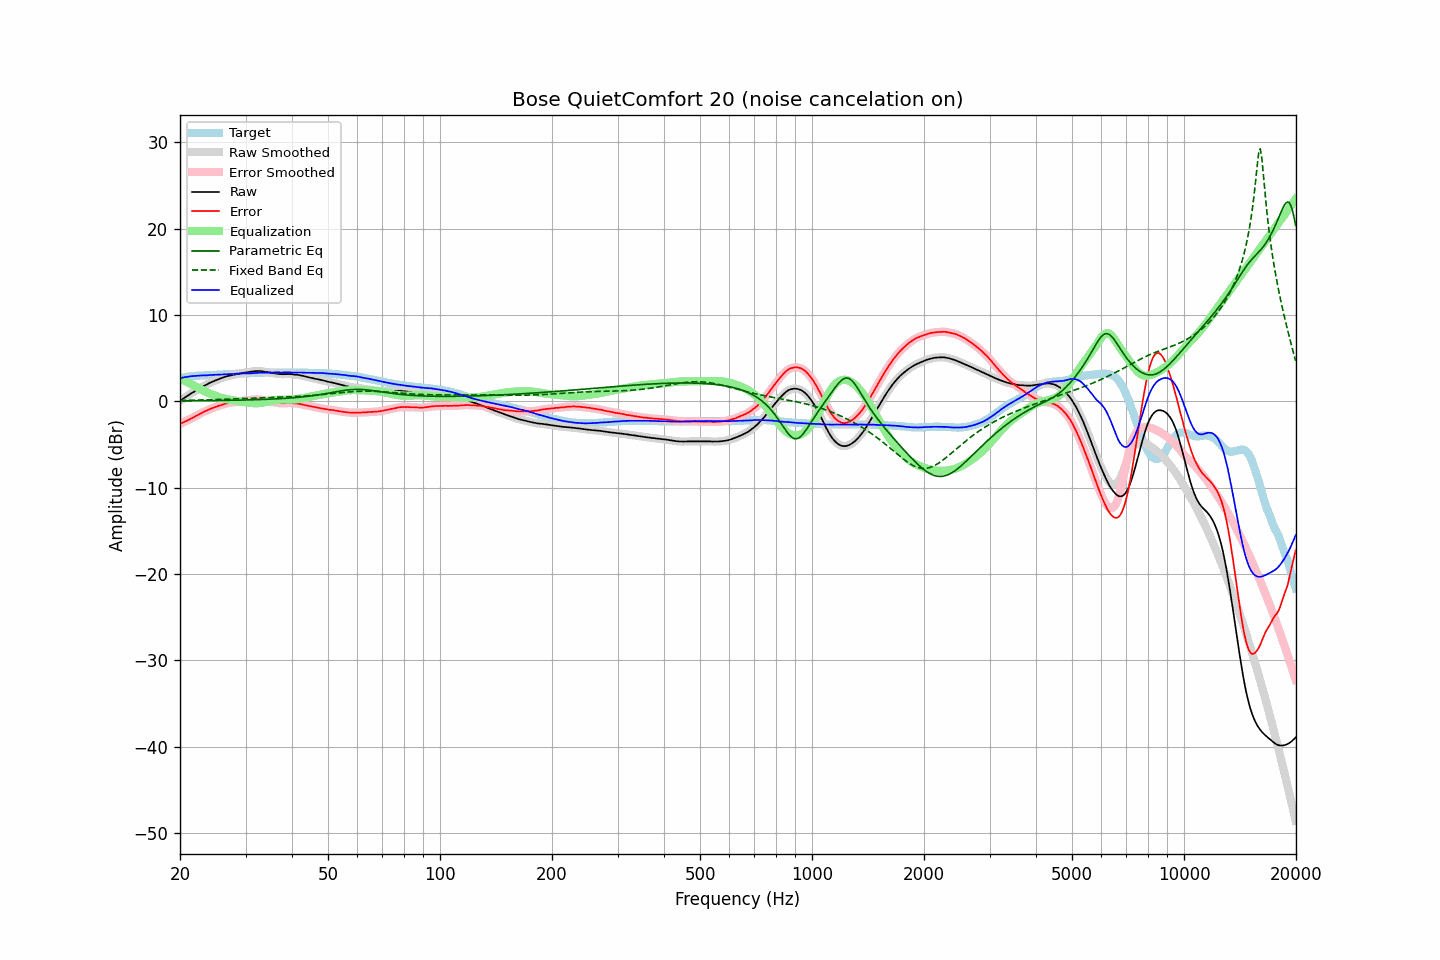 Bose QuietComfort 20 (noise cancelation on)
Target
Raw Smoothed
Error Smoothed
Raw
Error
Equalization
Parametric Eq
Fixed Band Eq
Equalized
30
20
10
0
−10
−20
−30
−40
−50
Amplitude (dBr)
20 50 100 200 500 1000 2000 5000 10000 20000
Frequency (Hz)